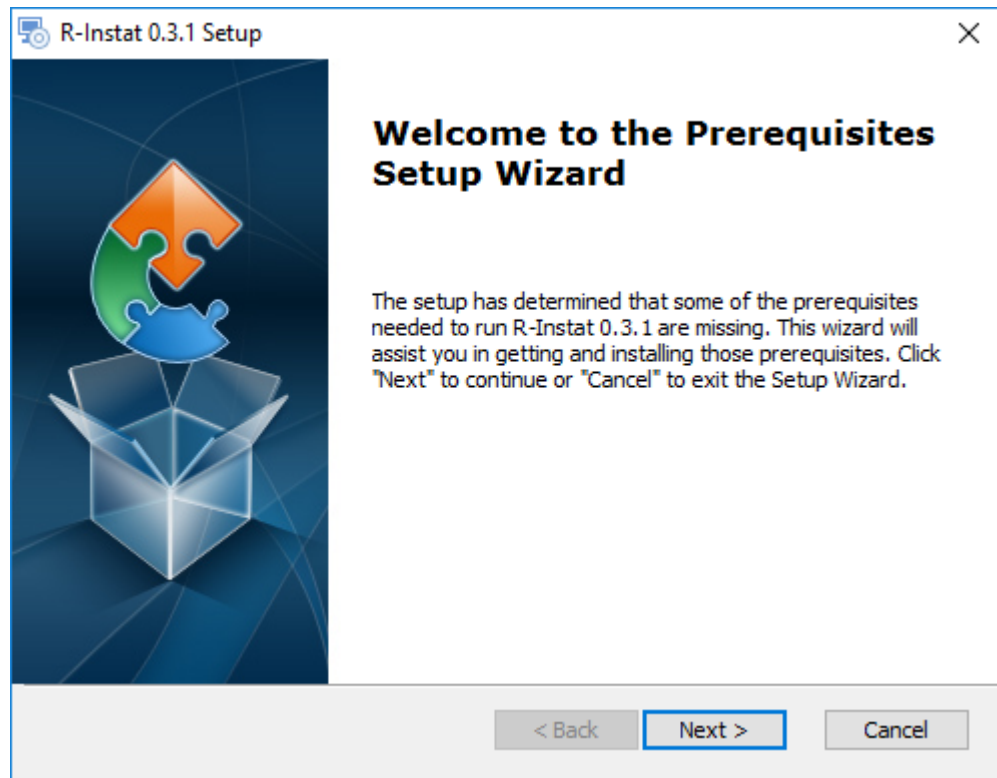 R-Instat 0.3.1 Setup
Welcome to the Prerequisites
Setup Wizard
The setup has determined that some of the prerequisites
needed to run R-Instat 0.3.1 are missing. This wizard will
assist you in getting and installing those prerequisites. Click
"Next" to continue or "Cancel" to exit the Setup Wizard.
< Back Next > Cancel